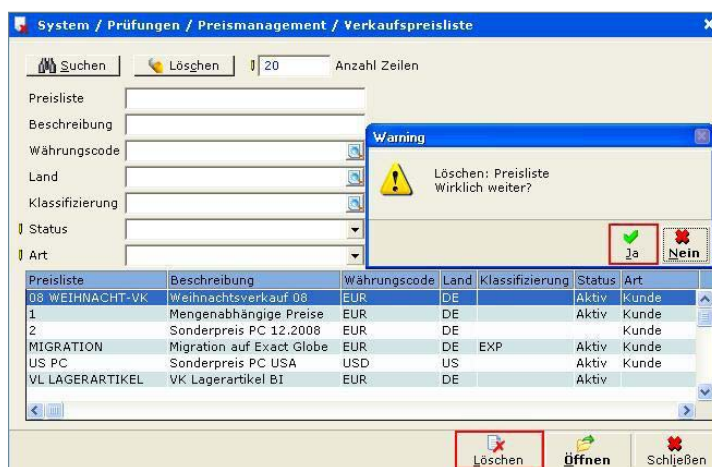 System / Prüfungen / Preismanagement / Verkaufspreisliste
Suchen Löschen 20 Anzahl Zeilen
Preisliste
Beschreibung
Währungscode
Land
Klassifizierung
Status
Art
Warning
Löschen: Preisliste
Wirklich weiter?
Ja Nein
Preisliste Beschreibung Währungscode Land Klassifizierung Status Art
08 WEIHNACHT-VK Weihnachtsverkauf 08 EUR DE Aktiv Kunde
1 Mengenabhängige Preise EUR DE Aktiv Kunde
2 Sonderpreis PC 12.2008 EUR DE Kunde
MIGRATION Migration auf Exact Globe EUR DE EXP Aktiv Kunde
US PC Sonderpreis PC USA USD US Aktiv Kunde
VL LAGERARTIKEL VK Lagerartikel BI EUR DE Aktiv
Löschen Öffnen Schließen